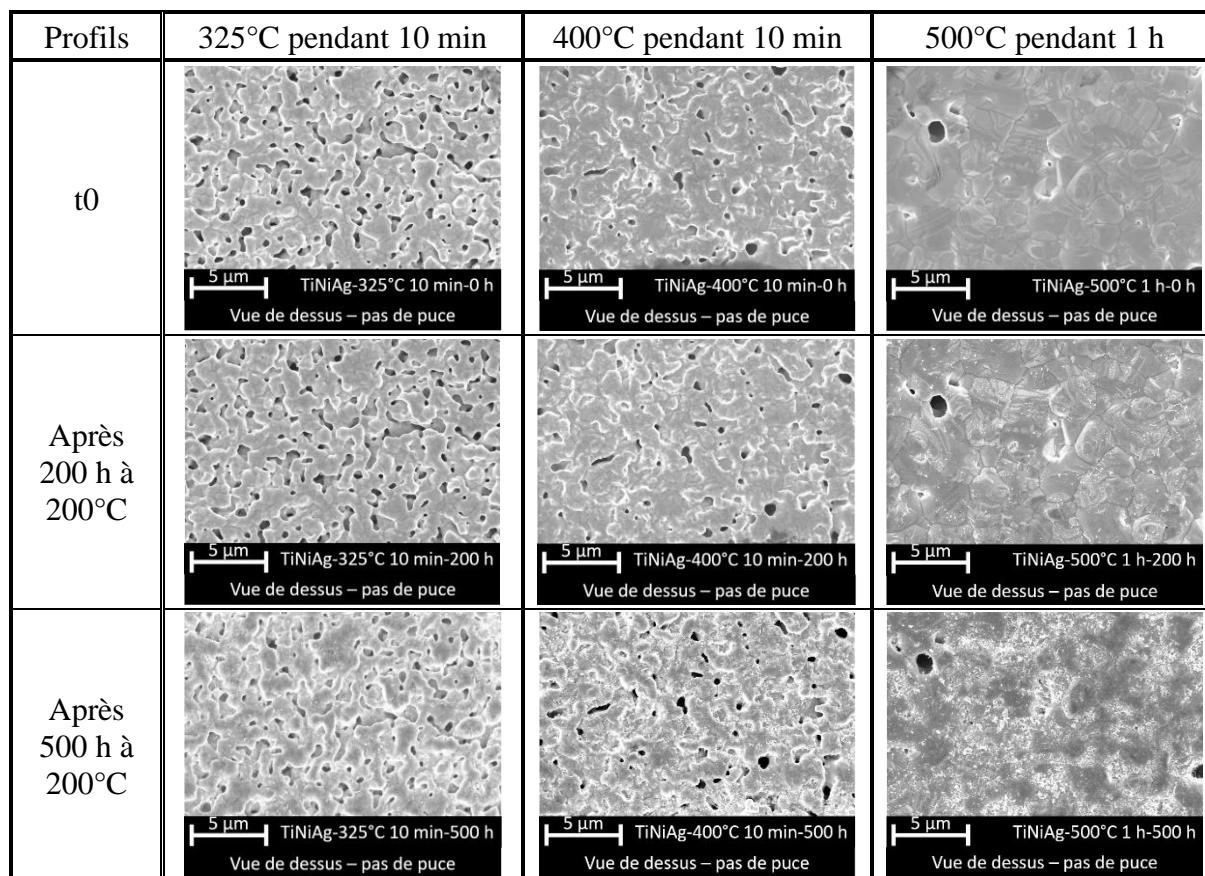 Profils
325°C pendant 10 min
400°C pendant 10 min
500°C pendant 1 h
t0
5 µm
TiNiAg-325°C 10 min-0 h
Vue de dessus – pas de puce
5 µm
TiNiAg-400°C 10 min-0 h
Vue de dessus – pas de puce
5 µm
TiNiAg-500°C 1 h-0 h
Vue de dessus – pas de puce
Après
200 h à
200°C
5 µm
TiNiAg-325°C 10 min-200 h
Vue de dessus – pas de puce
5 µm
TiNiAg-400°C 10 min-200 h
Vue de dessus – pas de puce
5 µm
TiNiAg-500°C 1 h-200 h
Vue de dessus – pas de puce
Après
500 h à
200°C
5 µm
TiNiAg-325°C 10 min-500 h
Vue de dessus – pas de puce
5 µm
TiNiAg-400°C 10 min-500 h
Vue de dessus – pas de puce
5 µm
TiNiAg-500°C 1 h-500 h
Vue de dessus – pas de puce